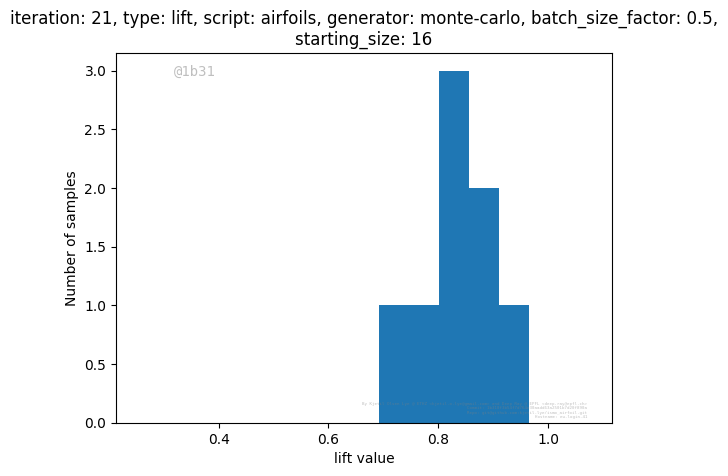 iteration: 21, type: lift, script: airfoils, generator: monte-carlo, batch_size_factor: 0.5,
starting_size: 16
@1b31
3.0
2.5
2.0
1.5
1.0
0.5
0.0
Number of samples
0.4 0.6 0.8 1.0
lift value